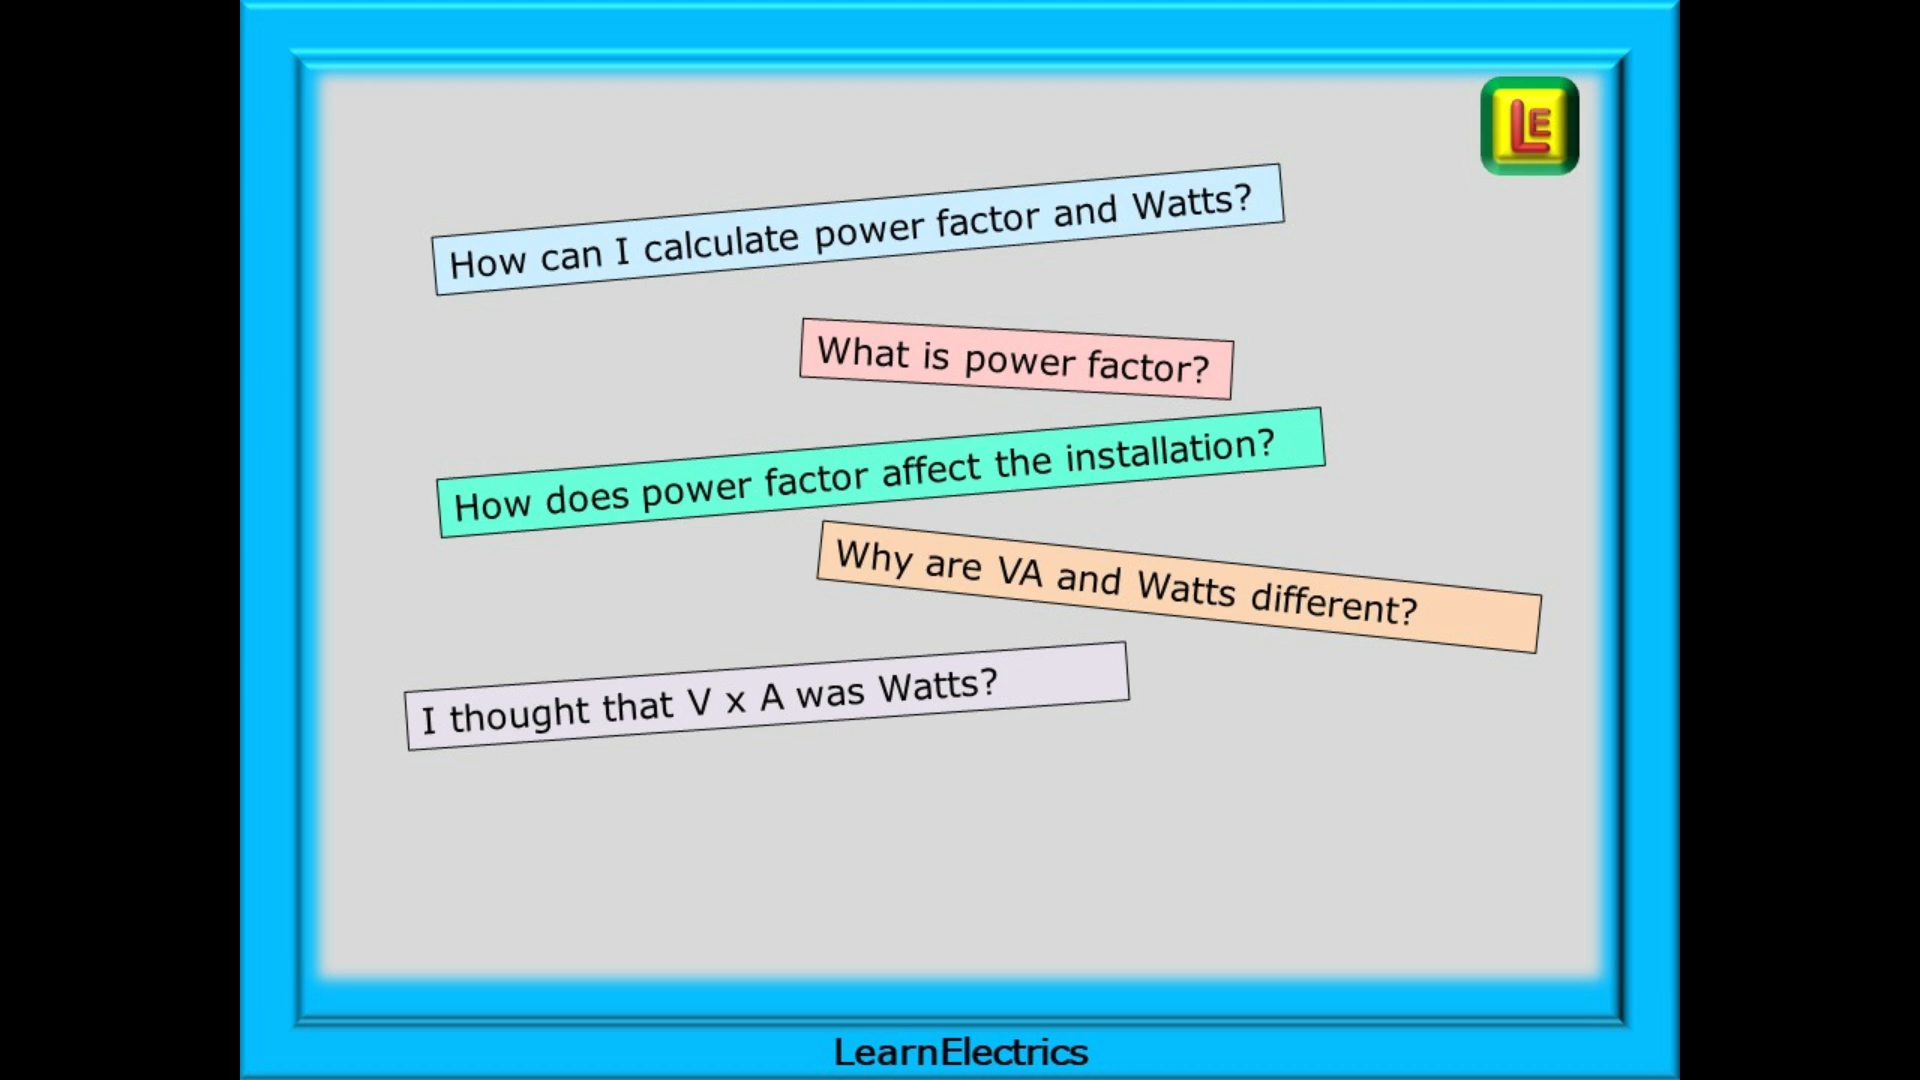 LE
How can I calculate power factor and Watts?
What is power factor?
How does power factor affect the installation?
Why are VA and Watts different?
I thought that V x A was Watts?
LearnElectrics